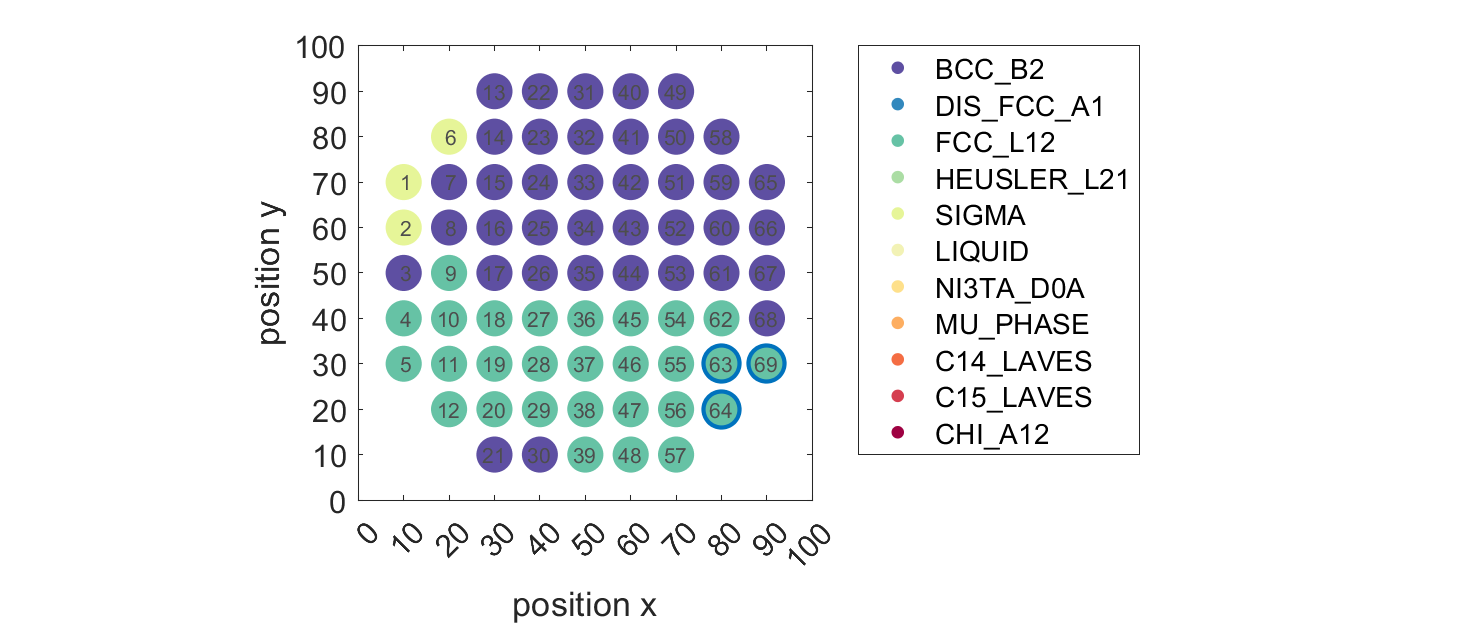 100
90
80
70
60
50
40
30
20
10
0
position y
13 22 31 40 49
6 14 23 32 41 50 58
1 7 15 24 33 42 51 59 65
2 8 16 25 34 43 52 60 66
3 9 17 26 35 44 53 61 67
4 10 18 27 36 45 54 62 68
5 11 19 28 37 46 55 63 69
12 20 29 38 47 56 64
21 30 39 48 57
0 10 20 30 40 50 60 70 80 90 100
position x
BCC_B2
DIS_FCC_A1
FCC_L12
HEUSLER_L21
SIGMA
LIQUID
NI3TA_D0A
MU_PHASE
C14_LAVES
C15_LAVES
CHI_A12